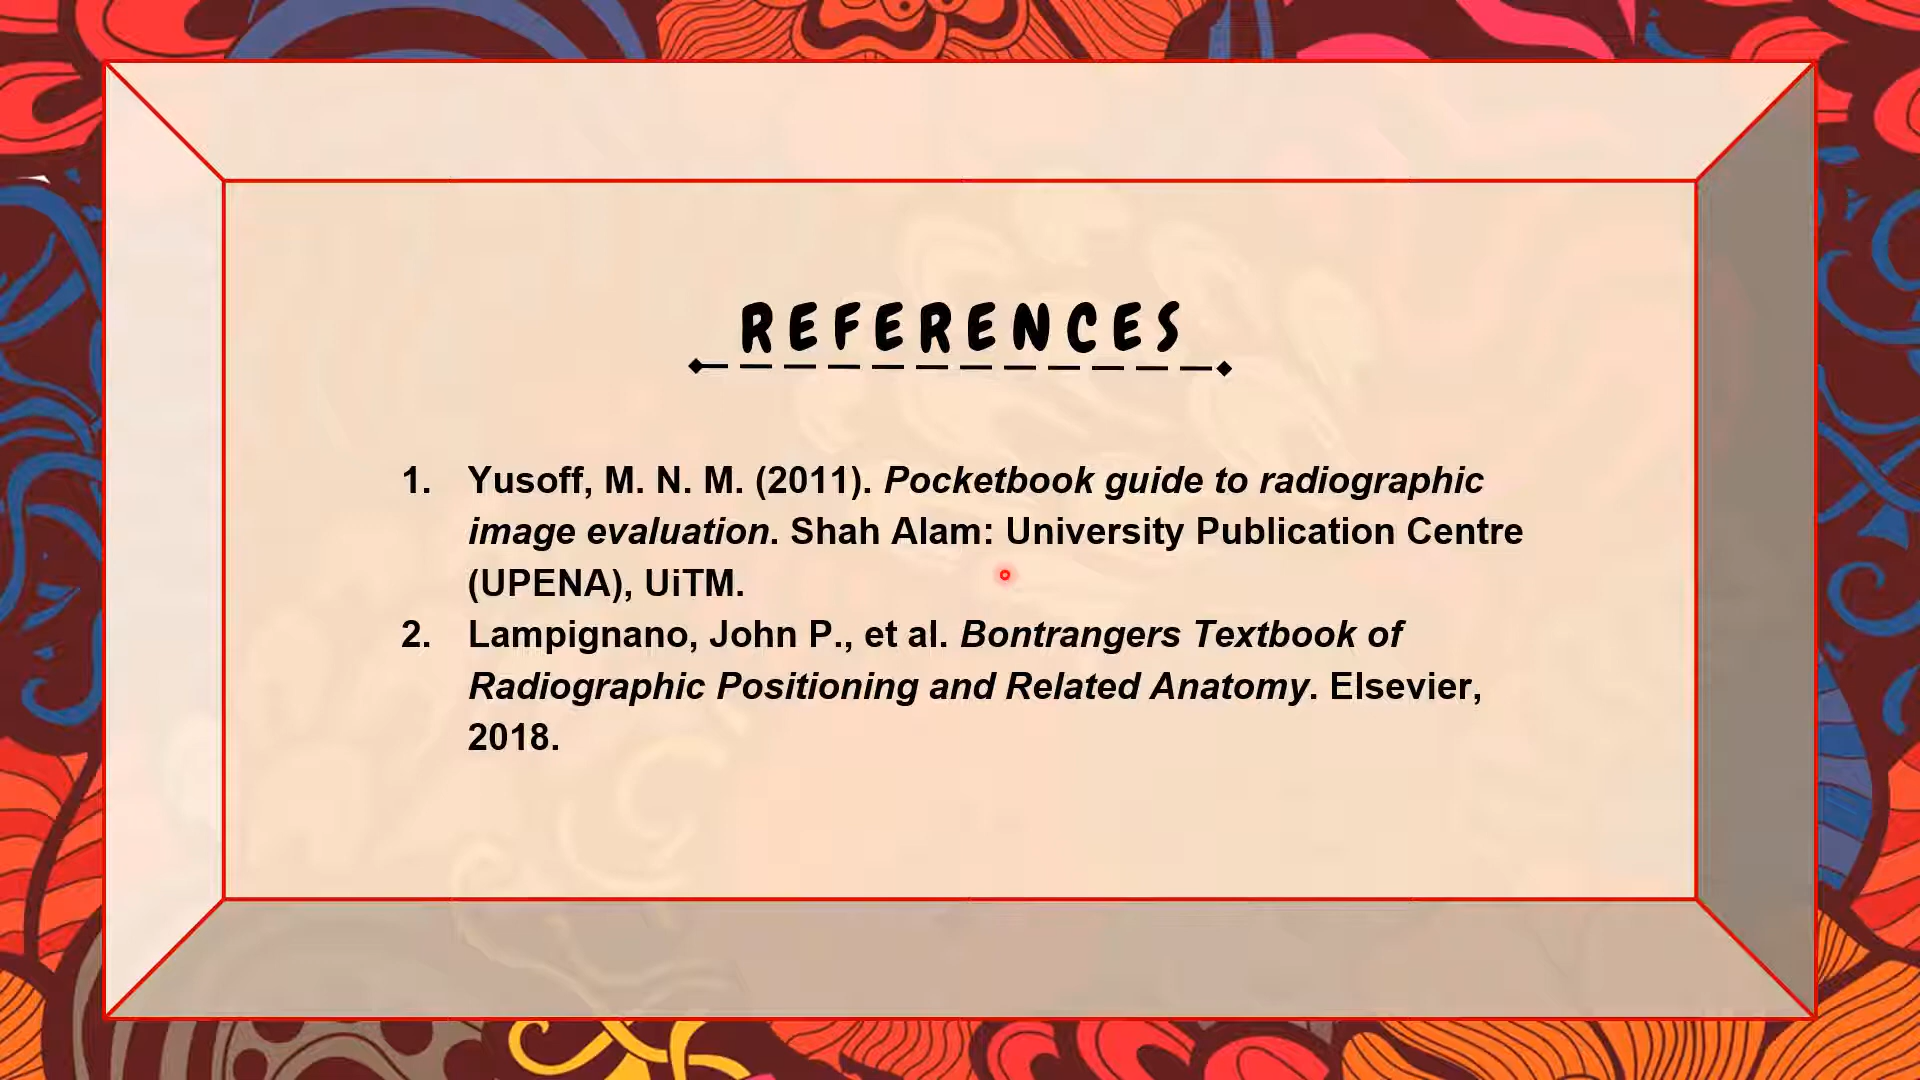 REFERENCES
1. Yusoff, M. N. M. (2011). Pocketbook guide to radiographic
image evaluation. Shah Alam: University Publication Centre
(UPENA), UiTM.
2. Lampignano, John P., et al. Bontrangers Textbook of
Radiographic Positioning and Related Anatomy. Elsevier,
2018.